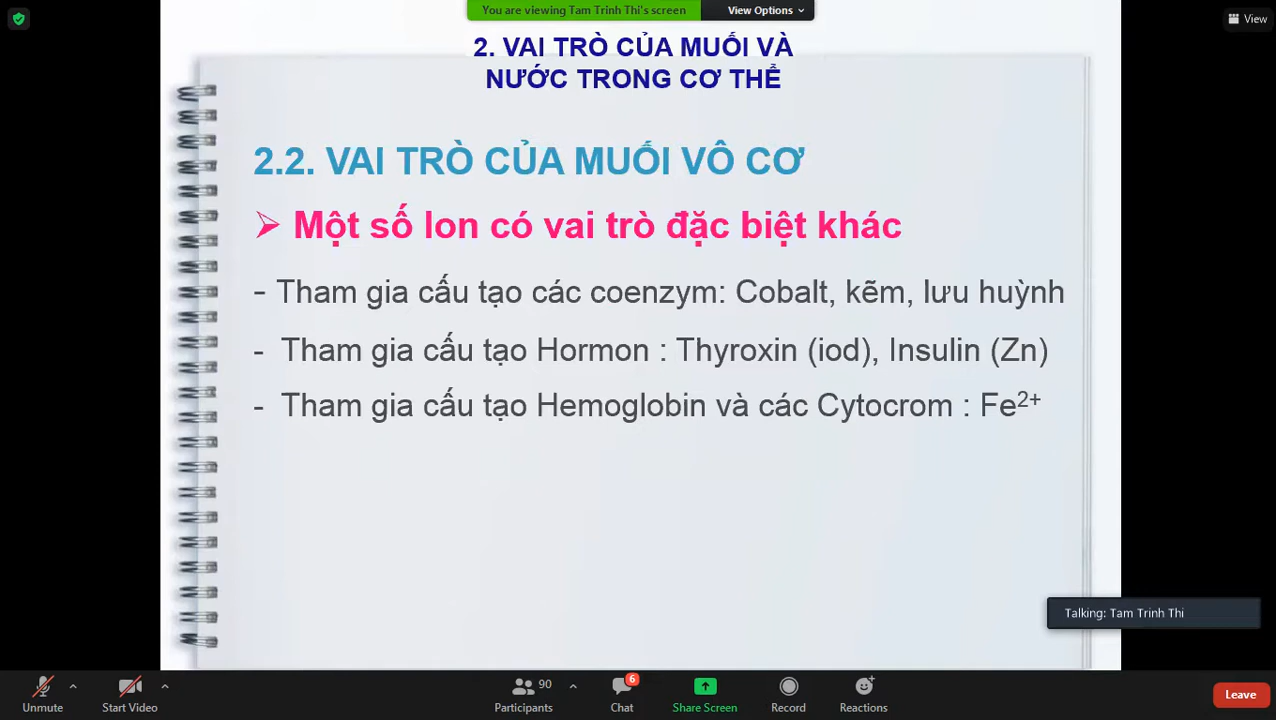 You are viewing Tam Trinh Thi's screen
View Options
View
2. VAI TRÒ CỦA MUỐI VÀ
NƯỚC TRONG CƠ THỂ
2.2. VAI TRÒ CỦA MUỐI VÔ CƠ
➢ Một số lon có vai trò đặc biệt khác
- Tham gia cấu tạo các coenzym: Cobalt, kẽm, lưu huỳnh
- Tham gia cấu tạo Hormon : Thyroxin (iod), Insulin (Zn)
- Tham gia cấu tạo Hemoglobin và các Cytocrom : Fe²⁺
Talking: Tam Trinh Thi
Unmute
Start Video
90
Participants
6
Chat
Share Screen
Record
Reactions
Leave